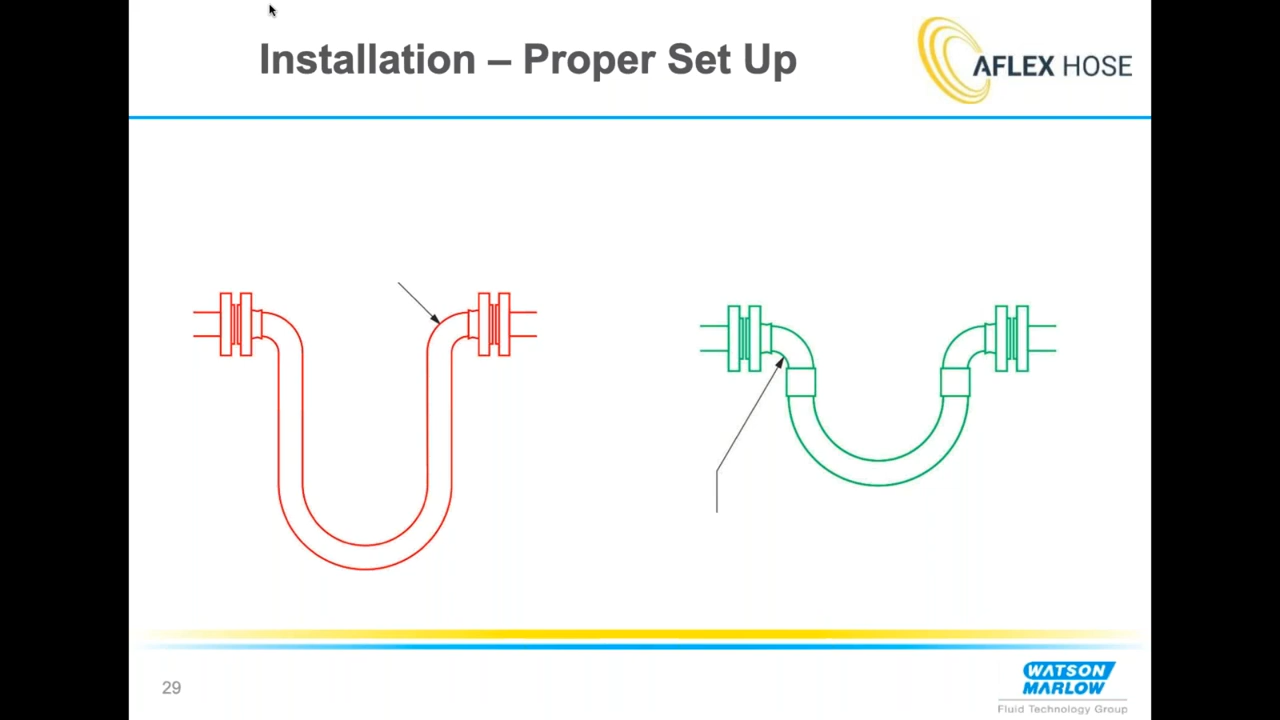 Installation – Proper Set Up
AFLEX HOSE
29
WATSON
MARLOW
Fluid Technology Group